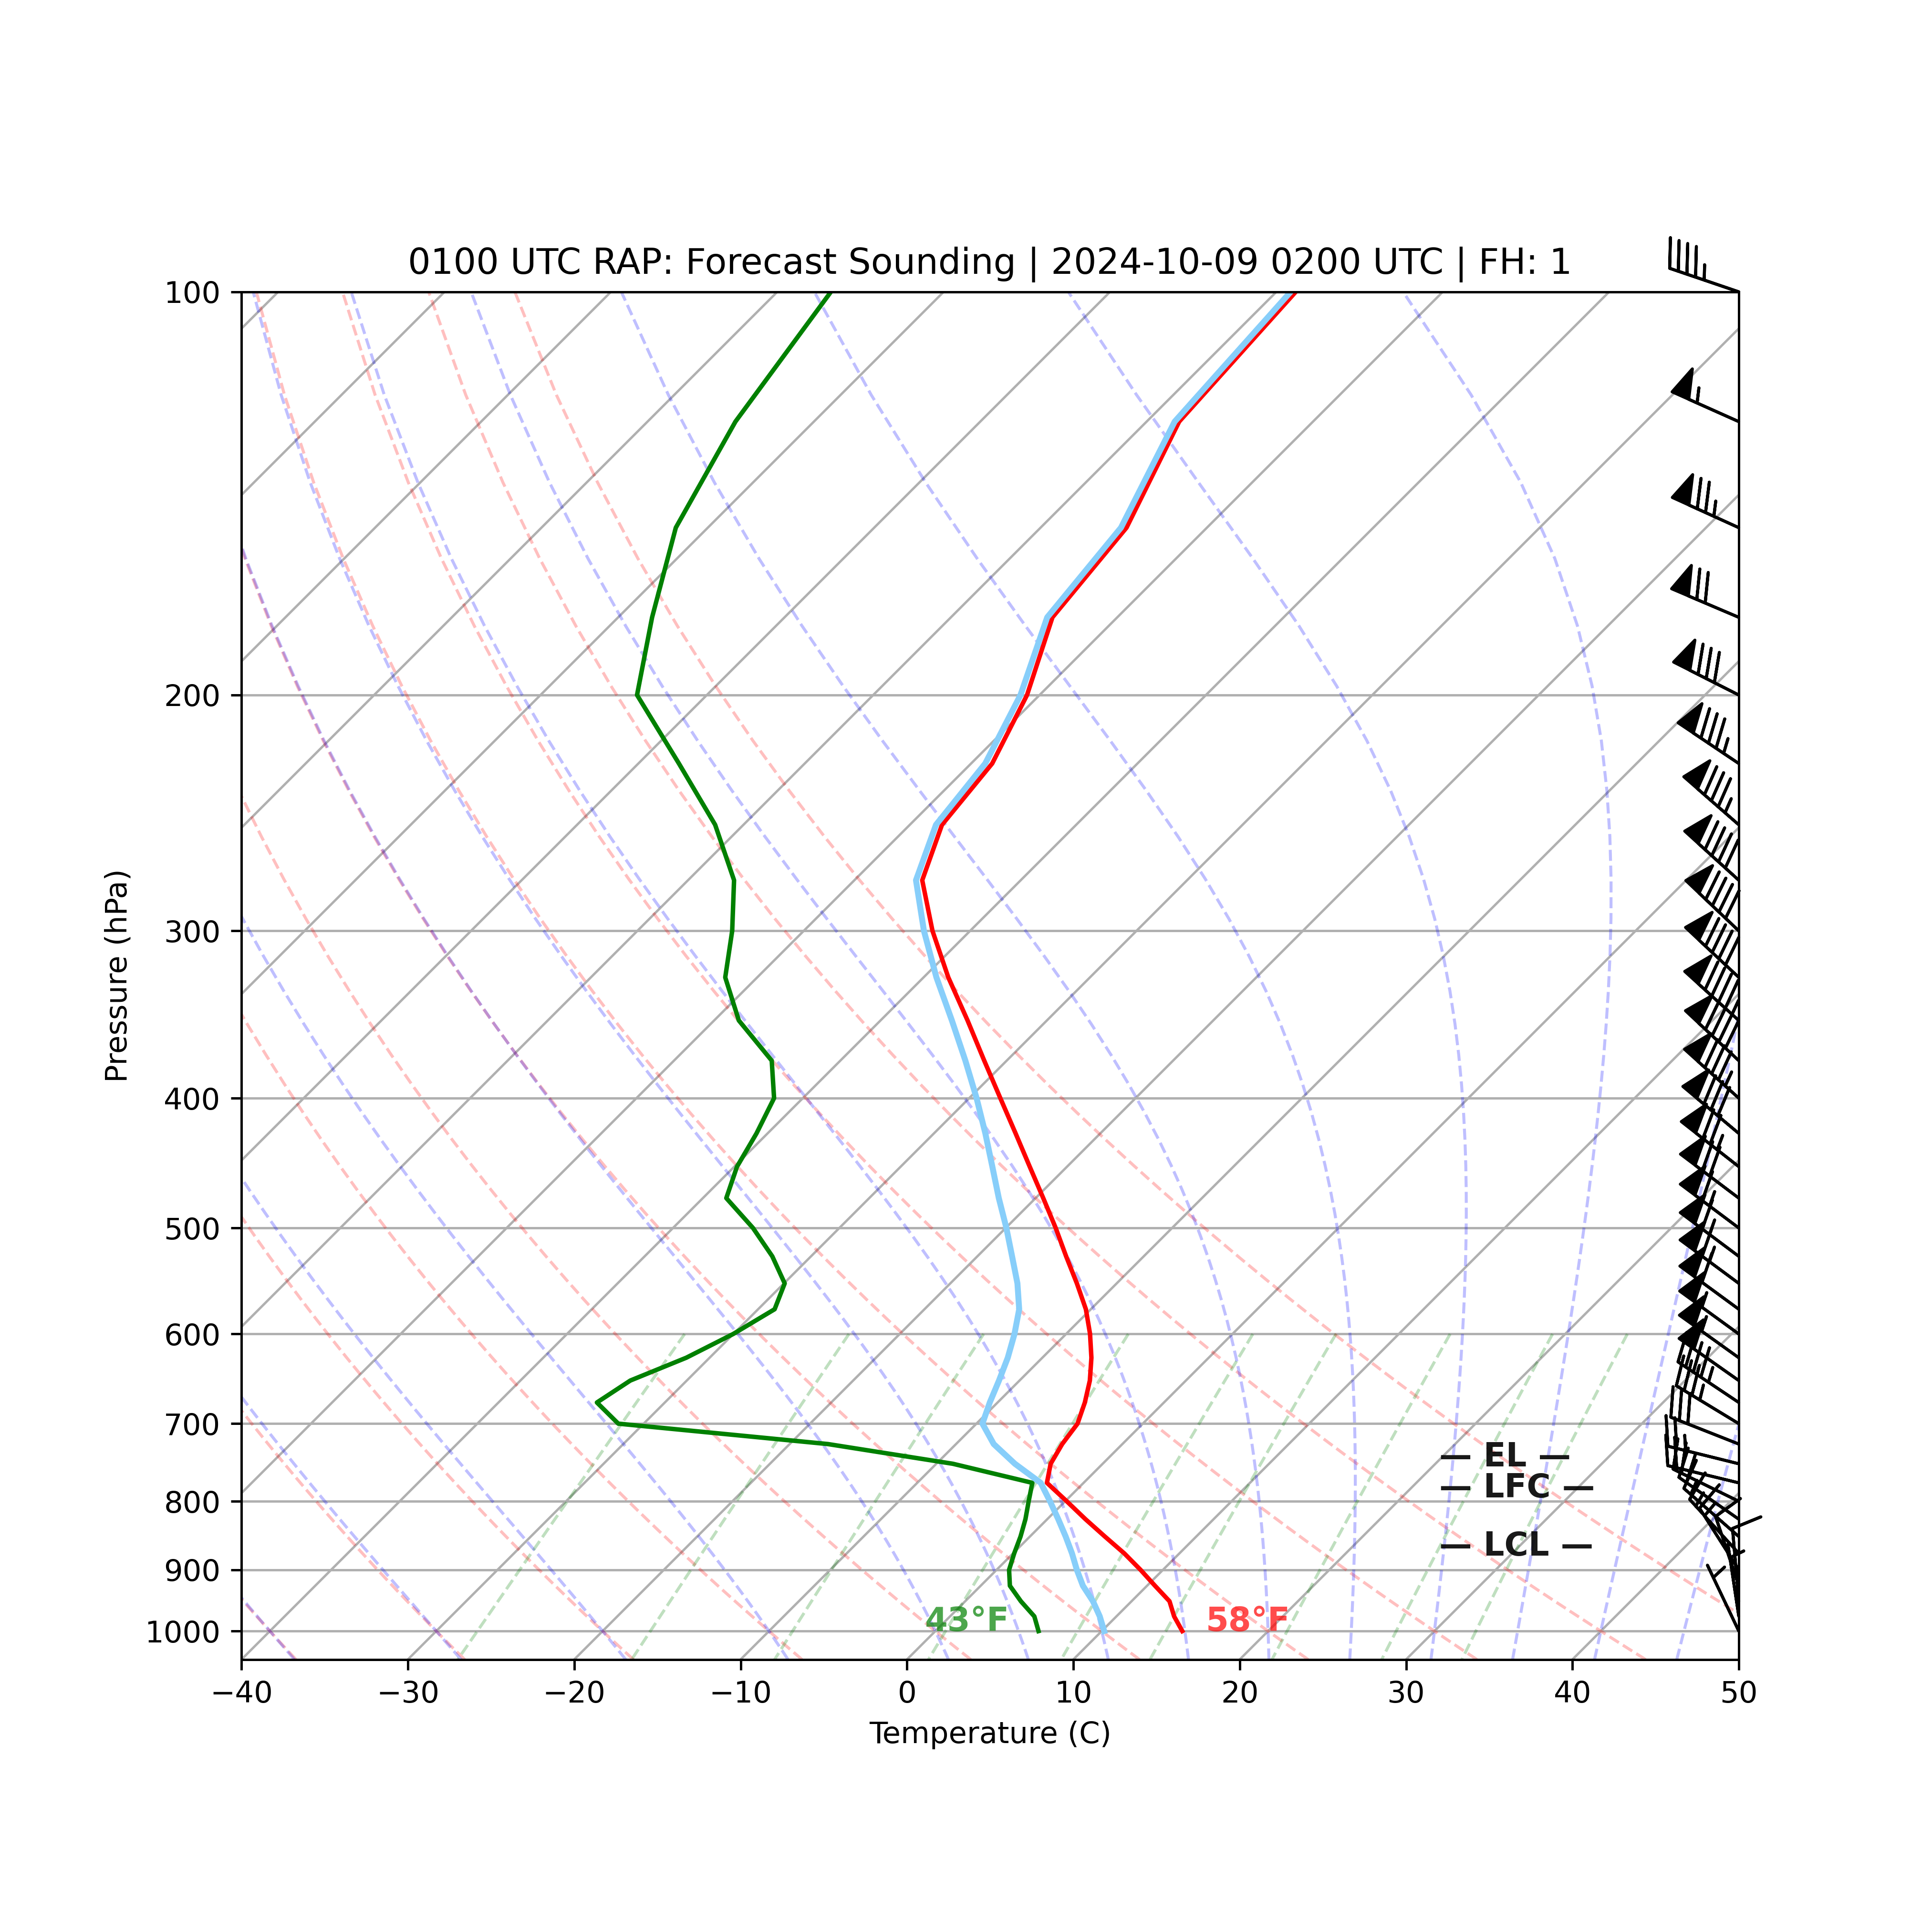 0100 UTC RAP: Forecast Sounding | 2024-10-09 0200 UTC | FH: 1
100
200
300
400
500
600
700
800
900
1000
Pressure (hPa)
— EL —
— LFC —
— LCL —
43°F
58°F
−40 −30 −20 −10 0 10 20 30 40 50
Temperature (C)